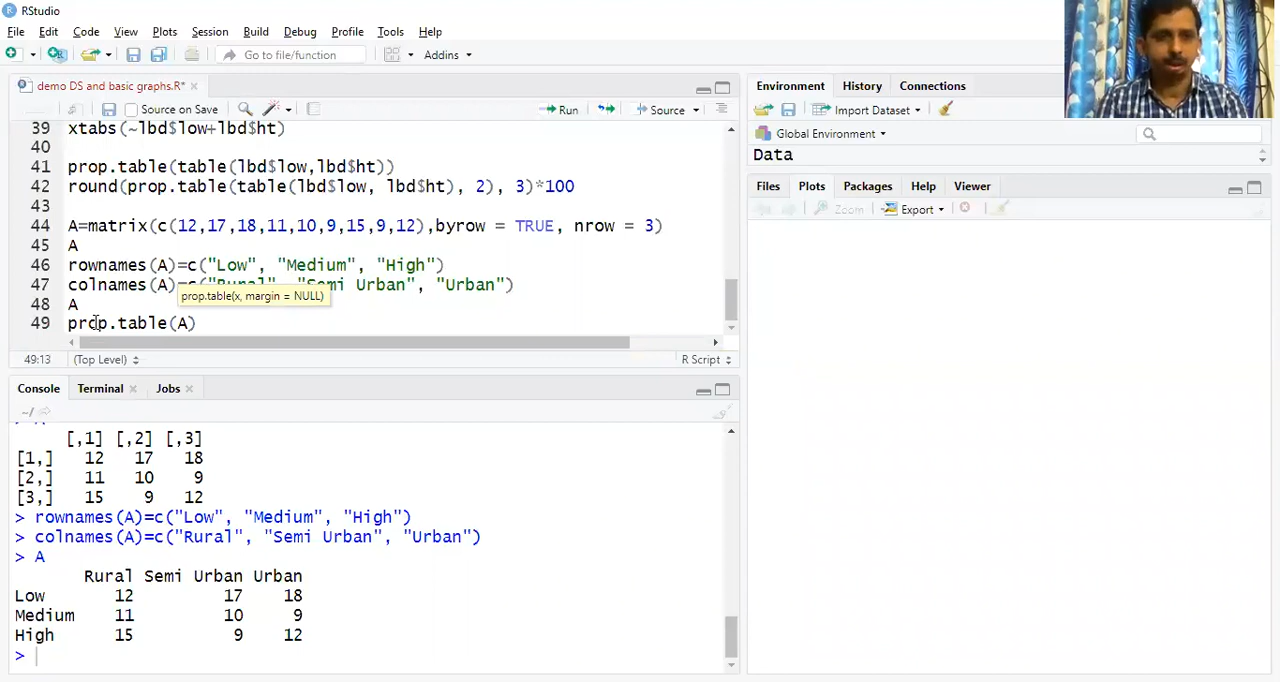 RStudio
File Edit Code View Plots Session Build Debug Profile Tools Help
Go to file/function Addins
demo DS and basic graphs.R*
Source on Save Run Source
39 xtabs(~lbd$low+lbd$ht)
40
41 prop.table(table(lbd$low,lbd$ht))
42 round(prop.table(table(lbd$low, lbd$ht), 2), 3)*100
43
44 A=matrix(c(12,17,18,11,10,9,15,9,12),byrow = TRUE, nrow = 3)
45 A
46 rownames(A)=c("Low", "Medium", "High")
47 colnames(A)=c("Rural", "Semi Urban", "Urban")
prop.table(x, margin = NULL)
48 A
49 prop.table(A)
49:13 (Top Level) R Script
Console Terminal Jobs
~/
[,1] [,2] [,3]
[1,] 12 17 18
[2,] 11 10 9
[3,] 15 9 12
> rownames(A)=c("Low", "Medium", "High")
> colnames(A)=c("Rural", "Semi Urban", "Urban")
> A
Rural Semi Urban Urban
Low 12 17 18
Medium 11 10 9
High 15 9 12
>
Environment History Connections
Import Dataset
Global Environment
Data
Files Plots Packages Help Viewer
Zoom Export